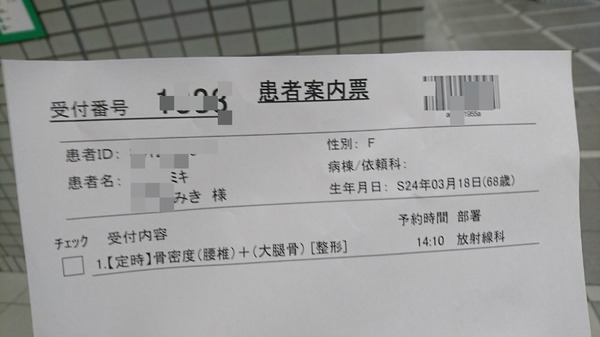 受付番号
患者案内票
患者ID:
性別: F
患者名: ミキ
病棟/依頼科:
みき 様
生年月日: S24年03月18日(68歳)
チェック 受付内容 予約時間 部署
1.【定時】骨密度(腰椎)+(大腿骨) [整形] 14:10 放射線科